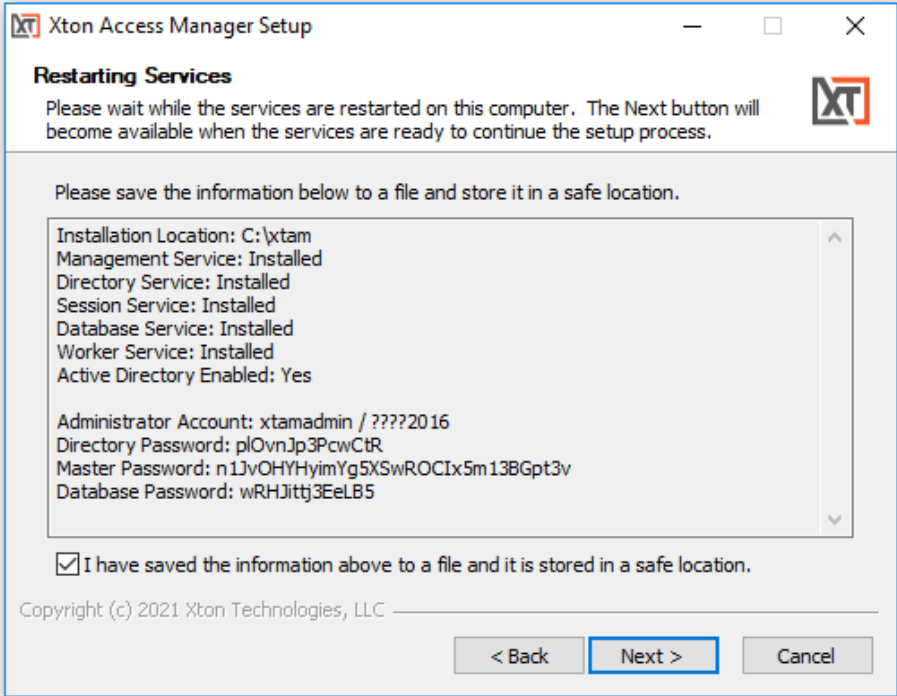 XT Xton Access Manager Setup
Restarting Services
Please wait while the services are restarted on this computer. The Next button will
become available when the services are ready to continue the setup process.
XT
Please save the information below to a file and store it in a safe location.
Installation Location: C:\xtam
Management Service: Installed
Directory Service: Installed
Session Service: Installed
Database Service: Installed
Worker Service: Installed
Active Directory Enabled: Yes
Administrator Account: xtamadmin / ????2016
Directory Password: plOvnJp3PcwCtR
Master Password: n1JvOHYHyimYg5XSwROCIx5m13BGpt3v
Database Password: wRHJittj3EeLB5
I have saved the information above to a file and it is stored in a safe location.
Copyright (c) 2021 Xton Technologies, LLC
< Back
Next >
Cancel